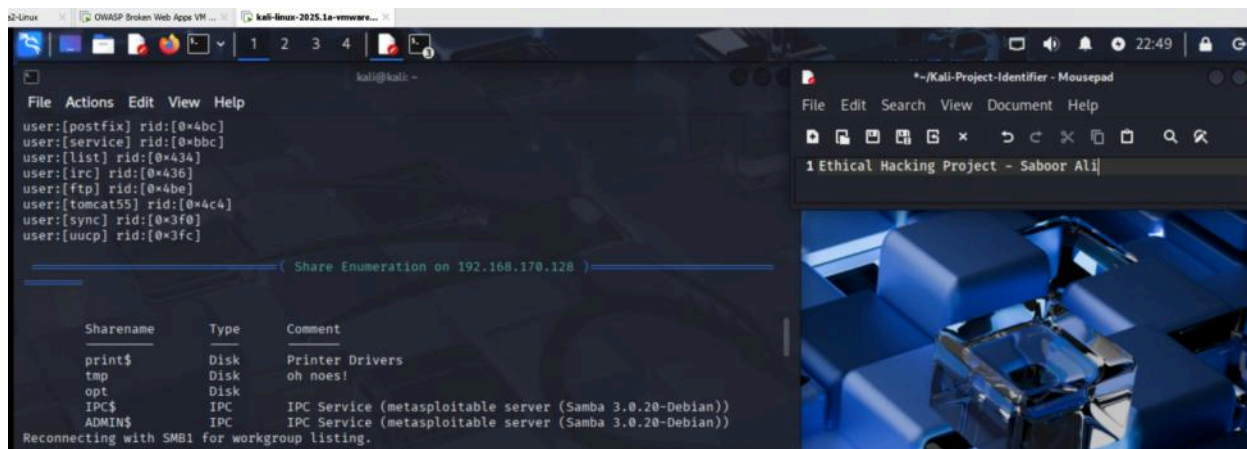 a2-Linux
OWASP Broken Web Apps VM ...
kali-linux-2025.1a-vmware...
1 2 3 4
3
22:49
kali@kali: ~
File Actions Edit View Help
user:[postfix] rid:[0×4bc]
user:[service] rid:[0×bbc]
user:[list] rid:[0×434]
user:[irc] rid:[0×436]
user:[ftp] rid:[0×4be]
user:[tomcat55] rid:[0×4c4]
user:[sync] rid:[0×3f0]
user:[uucp] rid:[0×3fc]
( Share Enumeration on 192.168.170.128 )
Sharename Type Comment
print$ Disk Printer Drivers
tmp Disk oh noes!
opt Disk
IPC$ IPC IPC Service (metasploitable server (Samba 3.0.20-Debian))
ADMIN$ IPC IPC Service (metasploitable server (Samba 3.0.20-Debian))
Reconnecting with SMB1 for workgroup listing.
*~/Kali-Project-Identifier - Mousepad
File Edit Search View Document Help
1 Ethical Hacking Project - Saboor Ali